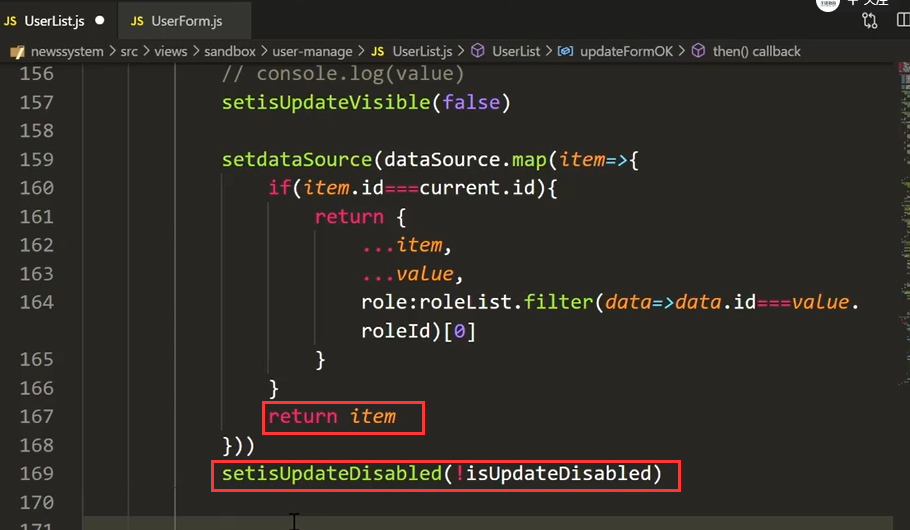 JS UserList.js
JS UserForm.js
newssystem > src > views > sandbox > user-manage > JS UserList.js > UserList > updateFormOK > then() callback
156 // console.log(value)
157 setisUpdateVisible(false)
158
159 setdataSource(dataSource.map(item=>{
160 if(item.id===current.id){
161 return {
162 ...item,
163 ...value,
164 role:roleList.filter(data=>data.id===value.
roleId)[0]
165 }
166 }
167 return item
168 }))
169 setisUpdateDisabled(!isUpdateDisabled)
170
171